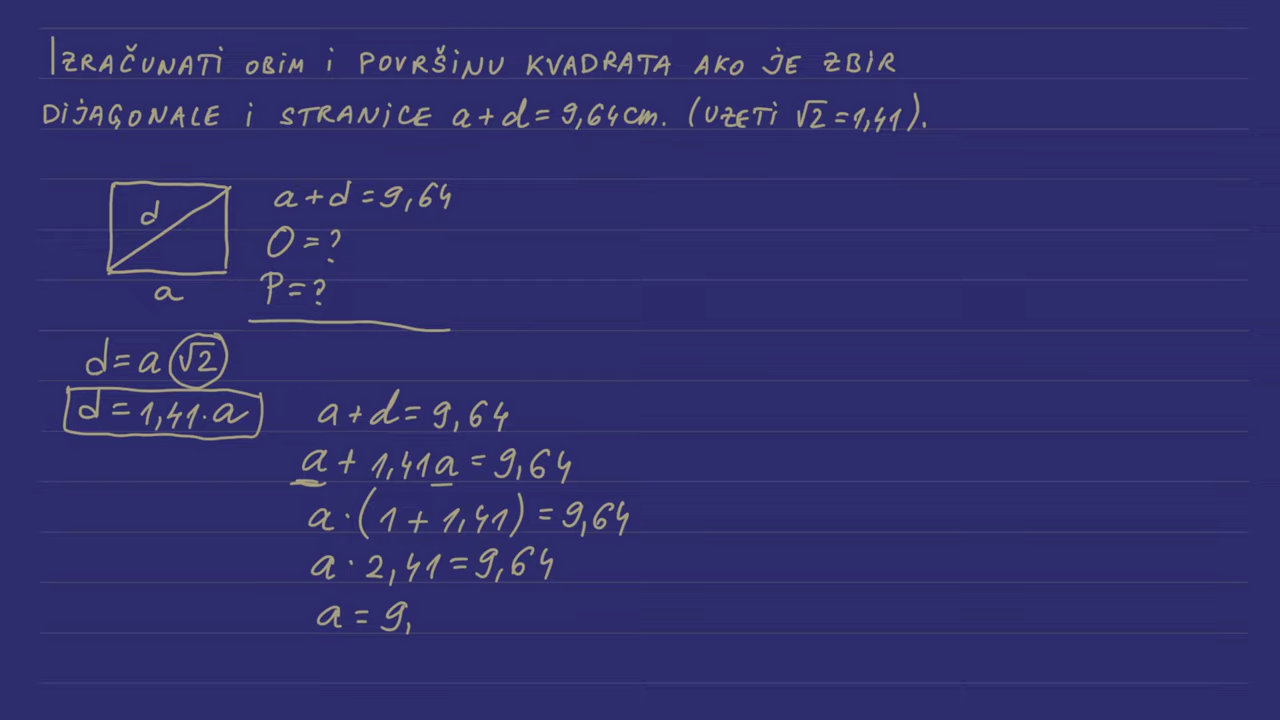 IZRAČUNATI OBIM I POVRŠINU KVADRATA AKO JE ZBIR
DIJAGONALE I STRANICE a+d=9,64cm. (UZETI √2=1,41).
d
a
a+d=9,64
O=?
P=?
d=a√2
d=1,41·a
a+d=9,64
a+1,41a=9,64
a·(1+1,41)=9,64
a·2,41=9,64
a=9,